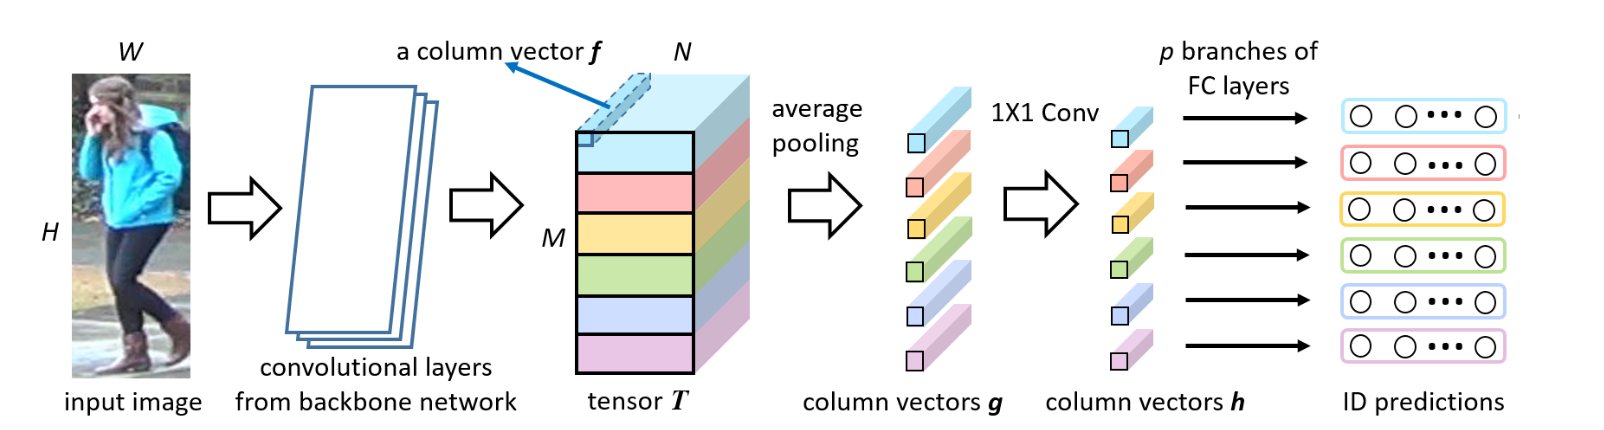 W
H
input image
convolutional layers
from backbone network
a column vector f
N
M
tensor T
average
pooling
column vectors g
1X1 Conv
column vectors h
p branches of
FC layers
ID predictions